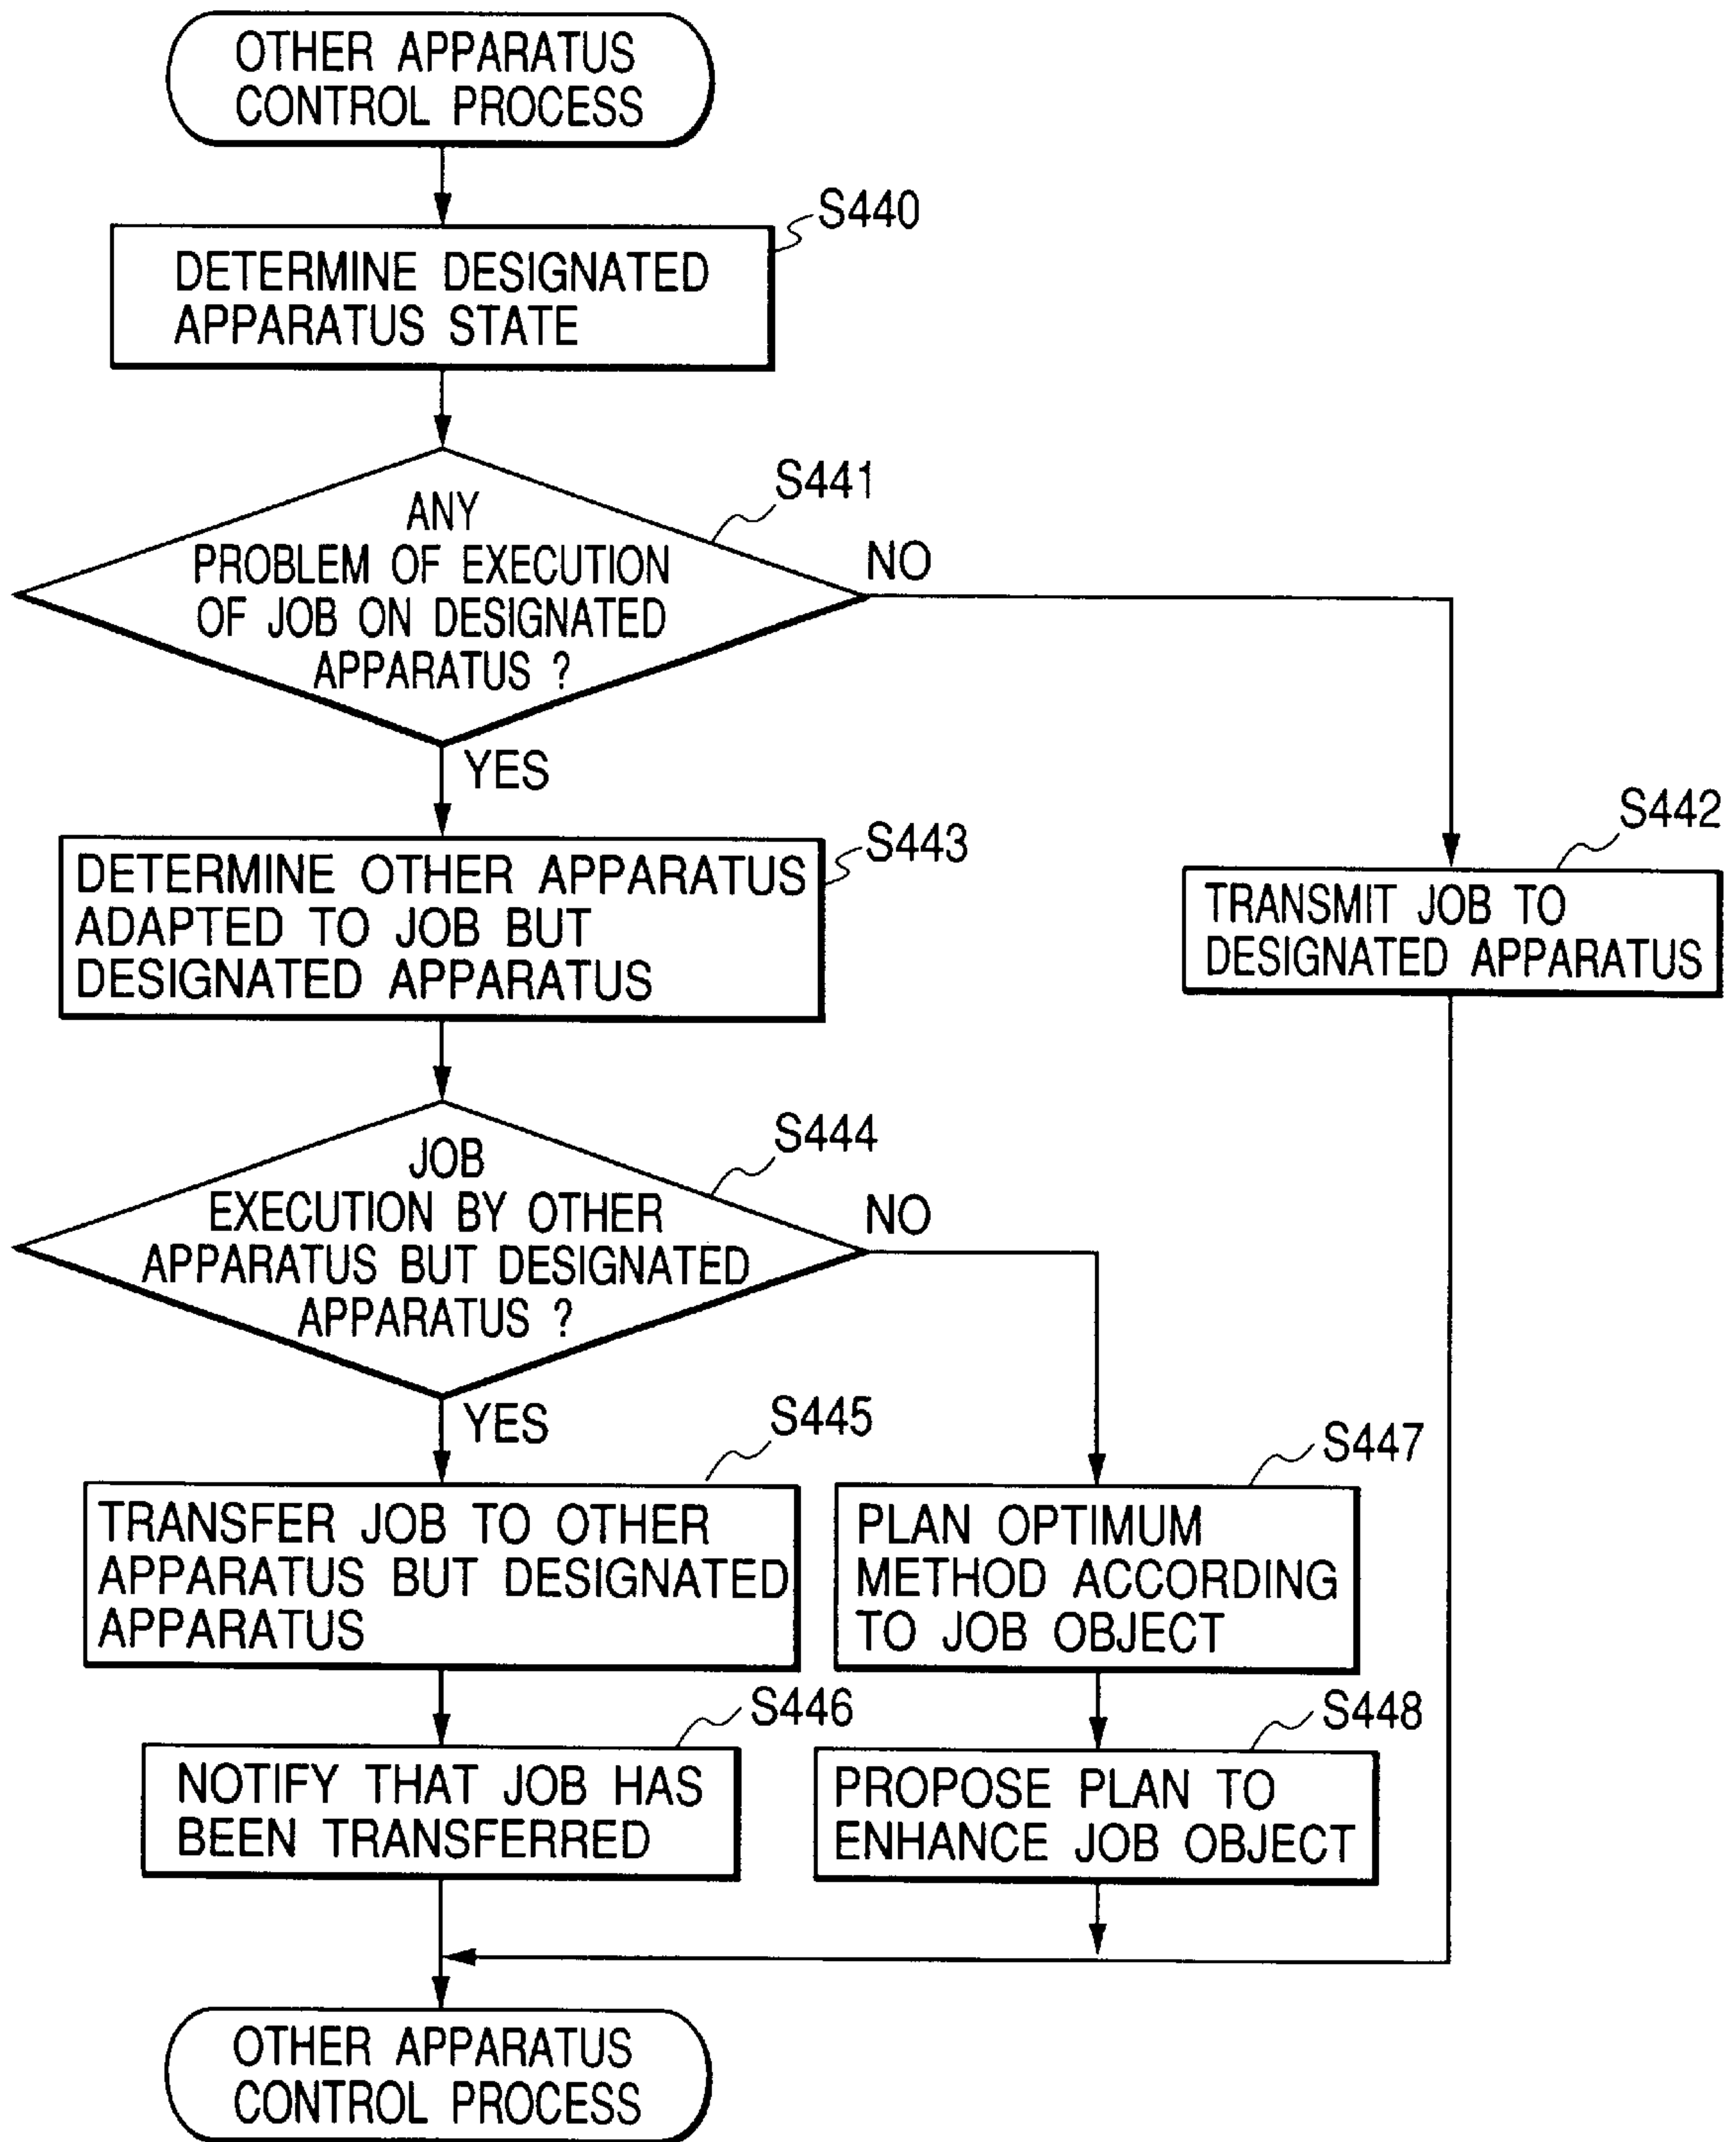 OTHER APPARATUS
CONTROL PROCESS
S440
DETERMINE DESIGNATED
APPARATUS STATE
S441
ANY
PROBLEM OF EXECUTION
OF JOB ON DESIGNATED
APPARATUS ?
NO
YES
S442
TRANSMIT JOB TO
DESIGNATED APPARATUS
S443
DETERMINE OTHER APPARATUS
ADAPTED TO JOB BUT
DESIGNATED APPARATUS
S444
JOB
EXECUTION BY OTHER
APPARATUS BUT DESIGNATED
APPARATUS ?
NO
YES
S445
TRANSFER JOB TO OTHER
APPARATUS BUT DESIGNATED
APPARATUS
S447
PLAN OPTIMUM
METHOD ACCORDING
TO JOB OBJECT
S446
NOTIFY THAT JOB HAS
BEEN TRANSFERRED
S448
PROPOSE PLAN TO
ENHANCE JOB OBJECT
OTHER APPARATUS
CONTROL PROCESS